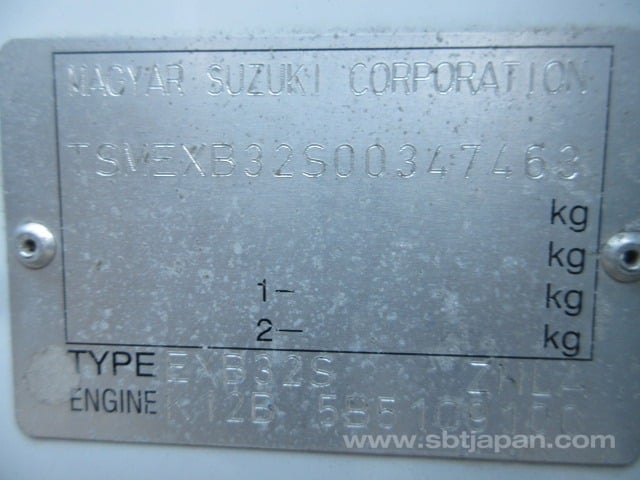 MAGYAR SUZUKI CORPORATION
TSMEXB32S00347463
kg
kg
1- kg
2- kg
TYPE EXB32S
ENGINE K12B
www.sbtjapan.com